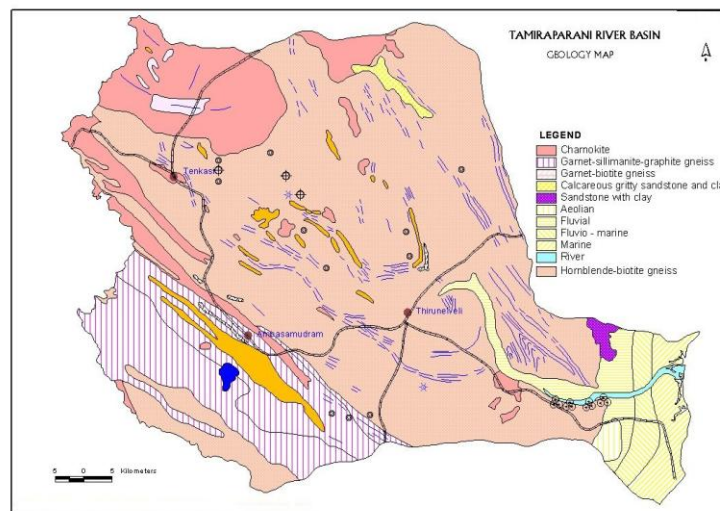 TAMIRAPARANI RIVER BASIN
GEOLOGY MAP
LEGEND
Charnokite
Garnet-sillimanite-graphite gneiss
Garnet-biotite gneiss
Calcareous gritty sandstone and cla
Sandstone with clay
Aeolian
Fluvial
Fluvio - marine
Marine
River
Hornblende-biotite gneiss
Tenkasi
Thirunelveli
Ambasamudram
5 0 5 Kilometers